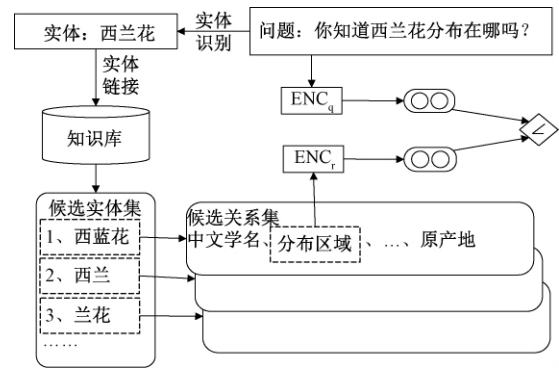 实体：西兰花
实体
识别
问题：你知道西兰花分布在哪吗？
实体
链接
ENCq
知识库
ENCr
候选实体集
1、西蓝花
2、西兰
3、兰花
……
候选关系集
中文学名、分布区域、…、原产地